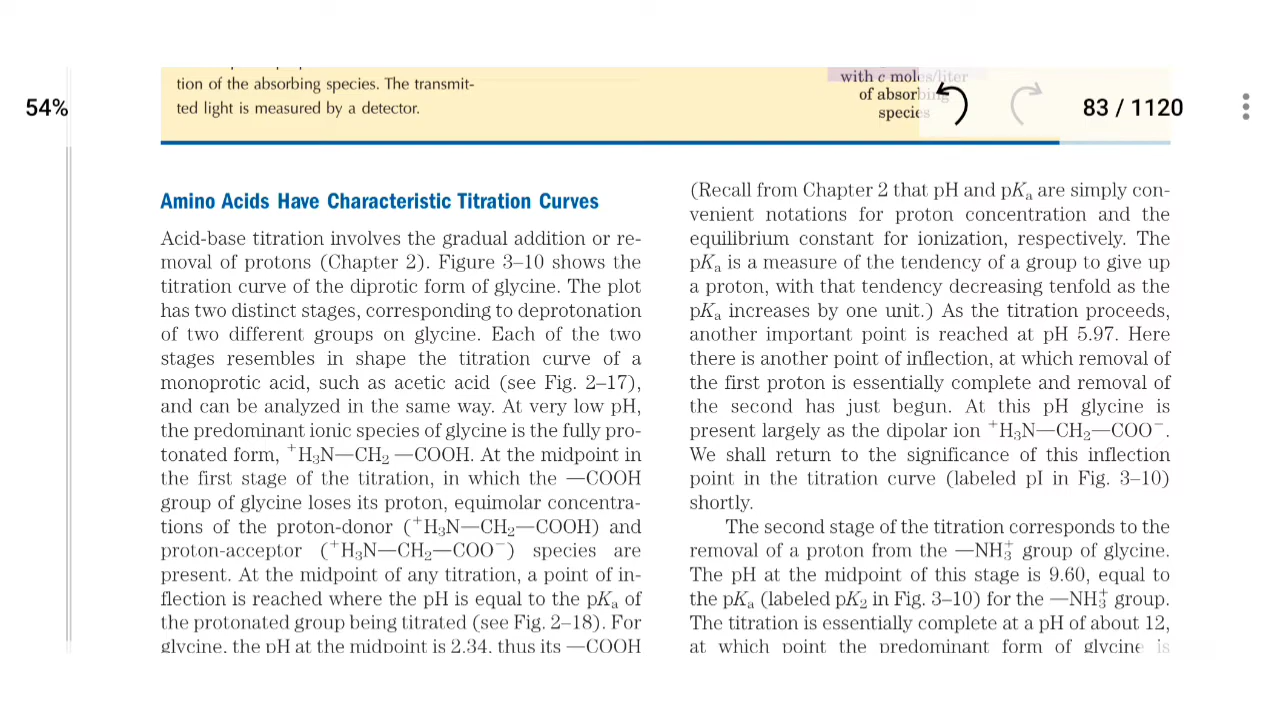 tion of the absorbing species. The transmit-
ted light is measured by a detector.
with c moles/liter
of absorbing
species
54%
83 / 1120
Amino Acids Have Characteristic Titration Curves
Acid-base titration involves the gradual addition or re-
moval of protons (Chapter 2). Figure 3–10 shows the
titration curve of the diprotic form of glycine. The plot
has two distinct stages, corresponding to deprotonation
of two different groups on glycine. Each of the two
stages resembles in shape the titration curve of a
monoprotic acid, such as acetic acid (see Fig. 2–17),
and can be analyzed in the same way. At very low pH,
the predominant ionic species of glycine is the fully pro-
tonated form, ⁺H₃N—CH₂ —COOH. At the midpoint in
the first stage of the titration, in which the —COOH
group of glycine loses its proton, equimolar concentra-
tions of the proton-donor (⁺H₃N—CH₂—COOH) and
proton-acceptor (⁺H₃N—CH₂—COO⁻) species are
present. At the midpoint of any titration, a point of in-
flection is reached where the pH is equal to the pKₐ of
the protonated group being titrated (see Fig. 2–18). For
glycine, the pH at the midpoint is 2.34, thus its —COOH
(Recall from Chapter 2 that pH and pKₐ are simply con-
venient notations for proton concentration and the
equilibrium constant for ionization, respectively. The
pKₐ is a measure of the tendency of a group to give up
a proton, with that tendency decreasing tenfold as the
pKₐ increases by one unit.) As the titration proceeds,
another important point is reached at pH 5.97. Here
there is another point of inflection, at which removal of
the first proton is essentially complete and removal of
the second has just begun. At this pH glycine is
present largely as the dipolar ion ⁺H₃N—CH₂—COO⁻.
We shall return to the significance of this inflection
point in the titration curve (labeled pI in Fig. 3–10)
shortly.
The second stage of the titration corresponds to the
removal of a proton from the —NH₃⁺ group of glycine.
The pH at the midpoint of this stage is 9.60, equal to
the pKₐ (labeled pK₂ in Fig. 3–10) for the —NH₃⁺ group.
The titration is essentially complete at a pH of about 12,
at which point the predominant form of glycine is